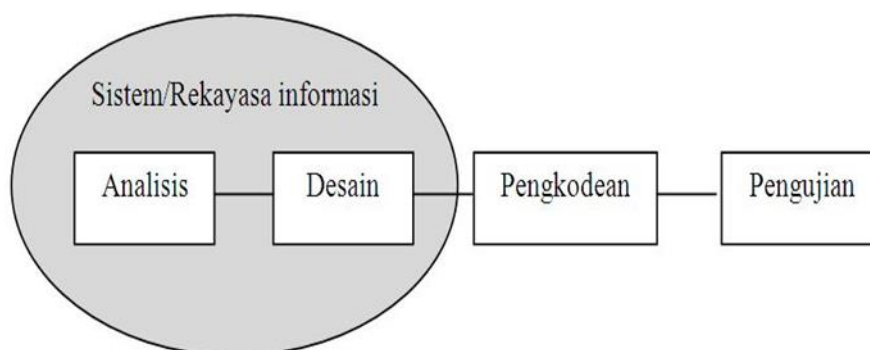 Sistem/Rekayasa informasi
Analisis
Desain
Pengkodean
Pengujian